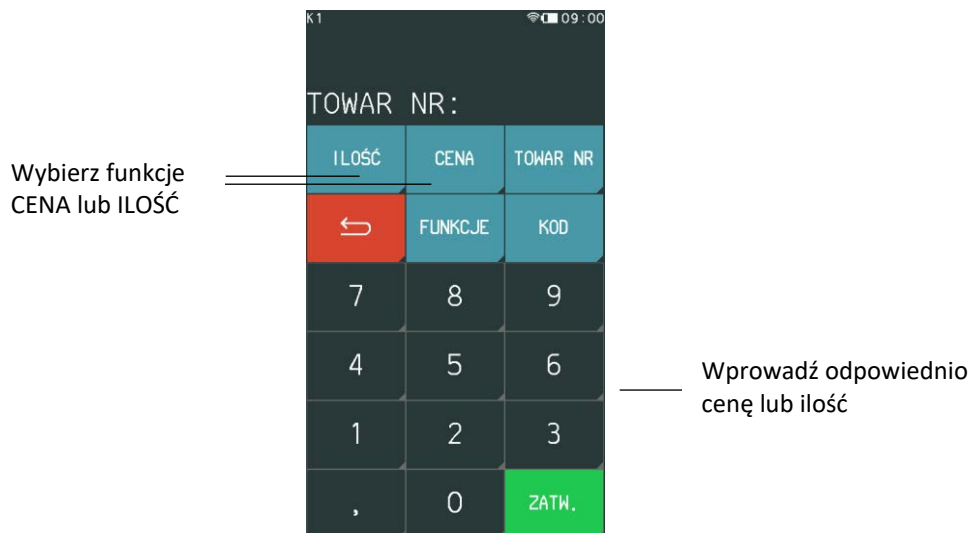 K1 09:00
TOWAR NR:
ILOŚĆ CENA TOWAR NR
Wybierz funkcje
CENA lub ILOŚĆ
FUNKCJE KOD
7 8 9
4 5 6
Wprowadź odpowiednio
cenę lub ilość
1 2 3
, 0 ZATW.